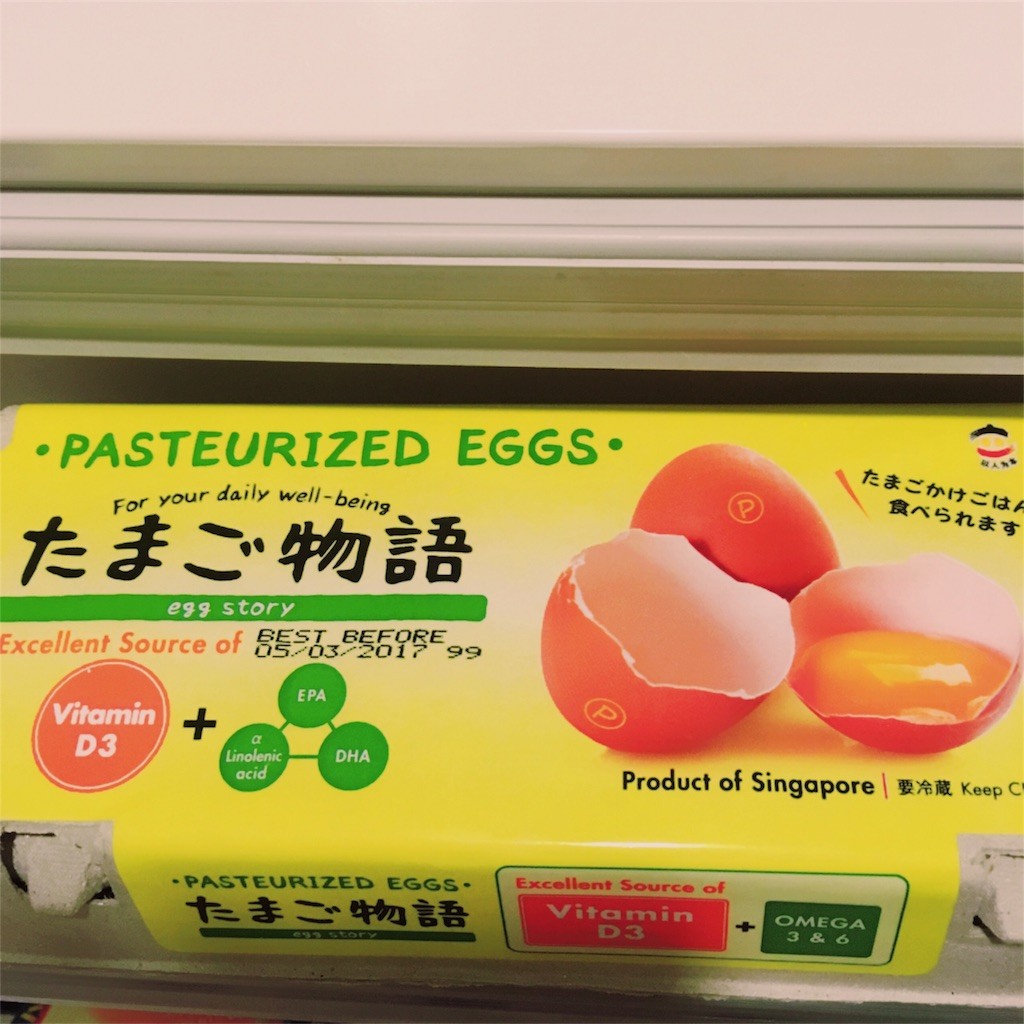 • PASTEURIZED EGGS •
For your daily well-being
たまご物語
egg story
Excellent Source of
BEST BEFORE
05/03/2017 99
Vitamin
D3
+
EPA
α
Linolenic
acid
DHA
P
P
たまごかけごはん
食べられます
Product of Singapore | 要冷蔵 Keep
• PASTEURIZED EGGS •
たまご物語
egg story
Excellent Source of
Vitamin
D3
+
OMEGA
3 & 6